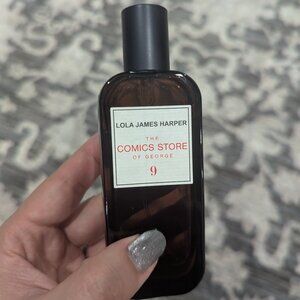 LOLA JAMES HARPER
THE
COMICS STORE
OF GEORGE
9